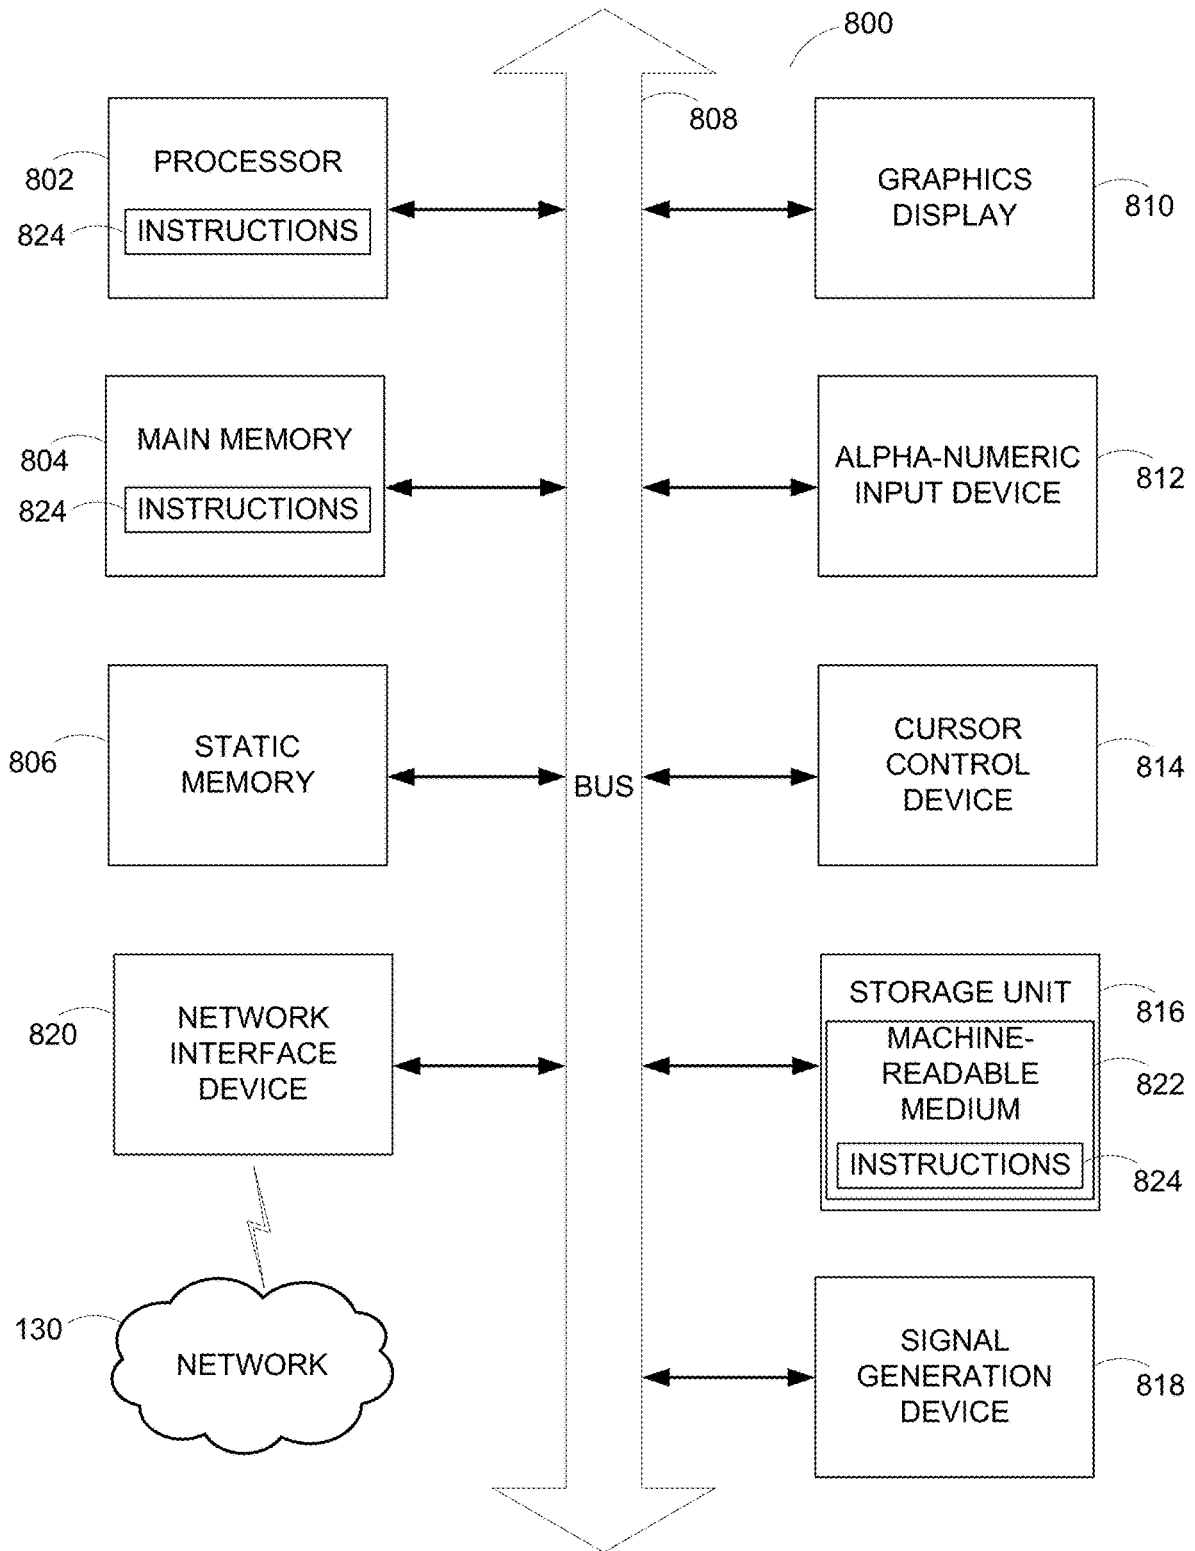 800
808
PROCESSOR
802
824
INSTRUCTIONS
GRAPHICS
DISPLAY
810
MAIN MEMORY
804
824
INSTRUCTIONS
ALPHA-NUMERIC
INPUT DEVICE
812
STATIC
MEMORY
806
BUS
CURSOR
CONTROL
DEVICE
814
NETWORK
INTERFACE
DEVICE
820
STORAGE UNIT
816
MACHINE-
READABLE
MEDIUM
822
INSTRUCTIONS
824
130
NETWORK
SIGNAL
GENERATION
DEVICE
818